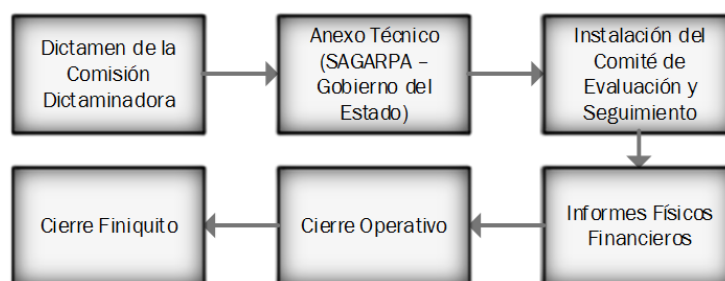 Dictamen de la
Comisión
Dictaminadora
Anexo Técnico
(SAGARPA –
Gobierno del
Estado)
Instalación del
Comité de
Evaluación y
Seguimiento
Informes Físicos
Financieros
Cierre Operativo
Cierre Finiquito